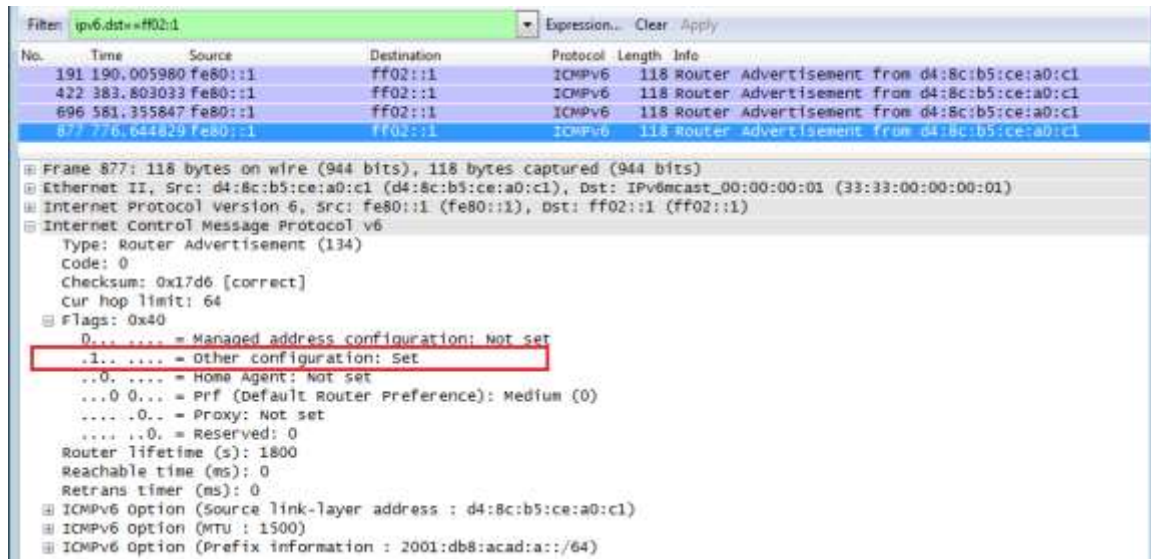 Filter: ipv6.dst==ff02::1 Expression... Clear Apply
No. Time Source Destination Protocol Length Info
191 190.005980 fe80::1 ff02::1 ICMPv6 118 Router Advertisement from d4:8c:b5:ce:a0:c1
422 383.803033 fe80::1 ff02::1 ICMPv6 118 Router Advertisement from d4:8c:b5:ce:a0:c1
696 581.355847 fe80::1 ff02::1 ICMPv6 118 Router Advertisement from d4:8c:b5:ce:a0:c1
877 776.644829 fe80::1 ff02::1 ICMPv6 118 Router Advertisement from d4:8c:b5:ce:a0:c1
Frame 877: 118 bytes on wire (944 bits), 118 bytes captured (944 bits)
Ethernet II, Src: d4:8c:b5:ce:a0:c1 (d4:8c:b5:ce:a0:c1), Dst: IPv6mcast_00:00:00:01 (33:33:00:00:00:01)
Internet Protocol Version 6, Src: fe80::1 (fe80::1), Dst: ff02::1 (ff02::1)
Internet Control Message Protocol v6
Type: Router Advertisement (134)
Code: 0
Checksum: 0x17d6 [correct]
Cur hop limit: 64
Flags: 0x40
0... .... = Managed address configuration: Not set
.1.. .... = Other configuration: Set
..0. .... = Home Agent: Not set
...0 0... = Prf (Default Router Preference): Medium (0)
.... .0.. = Proxy: Not set
.... ..0. = Reserved: 0
Router lifetime (s): 1800
Reachable time (ms): 0
Retrans timer (ms): 0
ICMPv6 Option (Source link-layer address : d4:8c:b5:ce:a0:c1)
ICMPv6 Option (MTU : 1500)
ICMPv6 Option (Prefix information : 2001:db8:acad:a::/64)